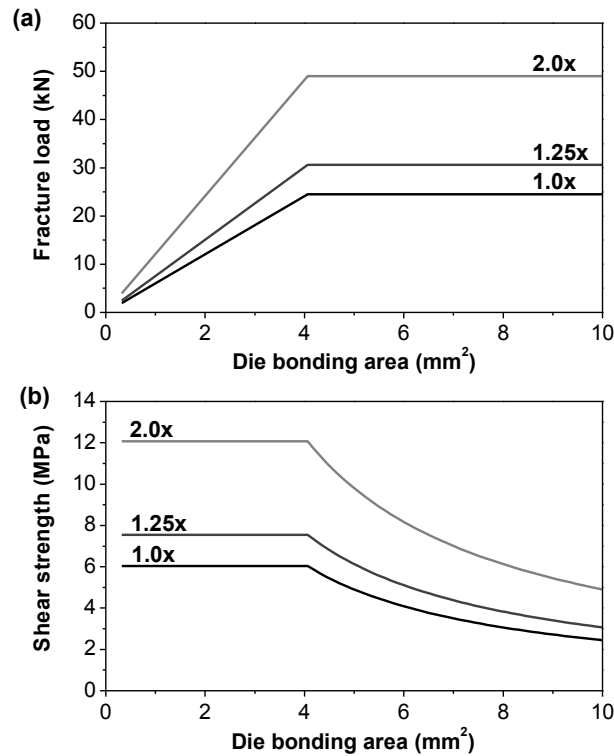 (a)
60
50
40
30
20
10
0
Fracture load (kN)
2.0x
1.25x
1.0x
0 2 4 6 8 10
Die bonding area (mm²)
(b)
14
12
10
8
6
4
2
0
Shear strength (MPa)
2.0x
1.25x
1.0x
0 2 4 6 8 10
Die bonding area (mm²)